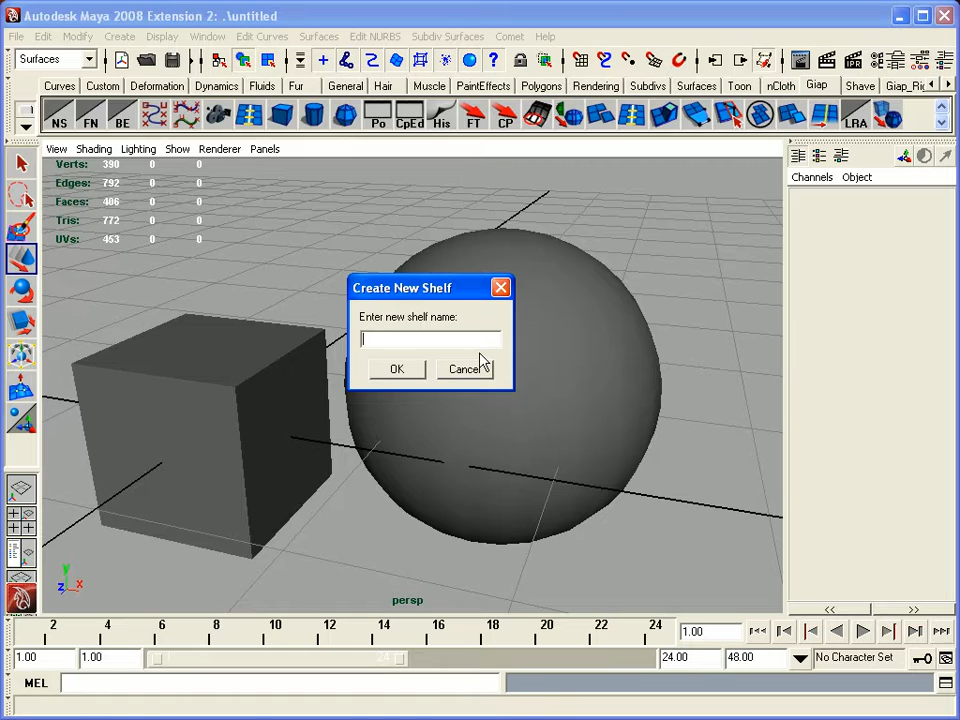 Autodesk Maya 2008 Extension 2: .\untitled
File Edit Modify Create Display Window Edit Curves Surfaces Edit NURBS Subdiv Surfaces Comet Help
Surfaces
Curves Custom Deformation Dynamics Fluids Fur General Hair Muscle PaintEffects Polygons Rendering Subdivs Surfaces Toon nCloth Giap Shave Giap_Ri
NS FN BE Po CpEd His FT CP LRA
View Shading Lighting Show Renderer Panels
Channels Object
Verts: 390 0 0
Edges: 792 0 0
Faces: 406 0 0
Tris: 772 0 0
UVs: 453 0 0
Create New Shelf
Enter new shelf name:
OK Cancel
y
z x
persp
<< >>
2 4 6 8 10 12 14 16 18 20 22 24 1.00
1.00 1.00 24 24.00 48.00 No Character Set
MEL